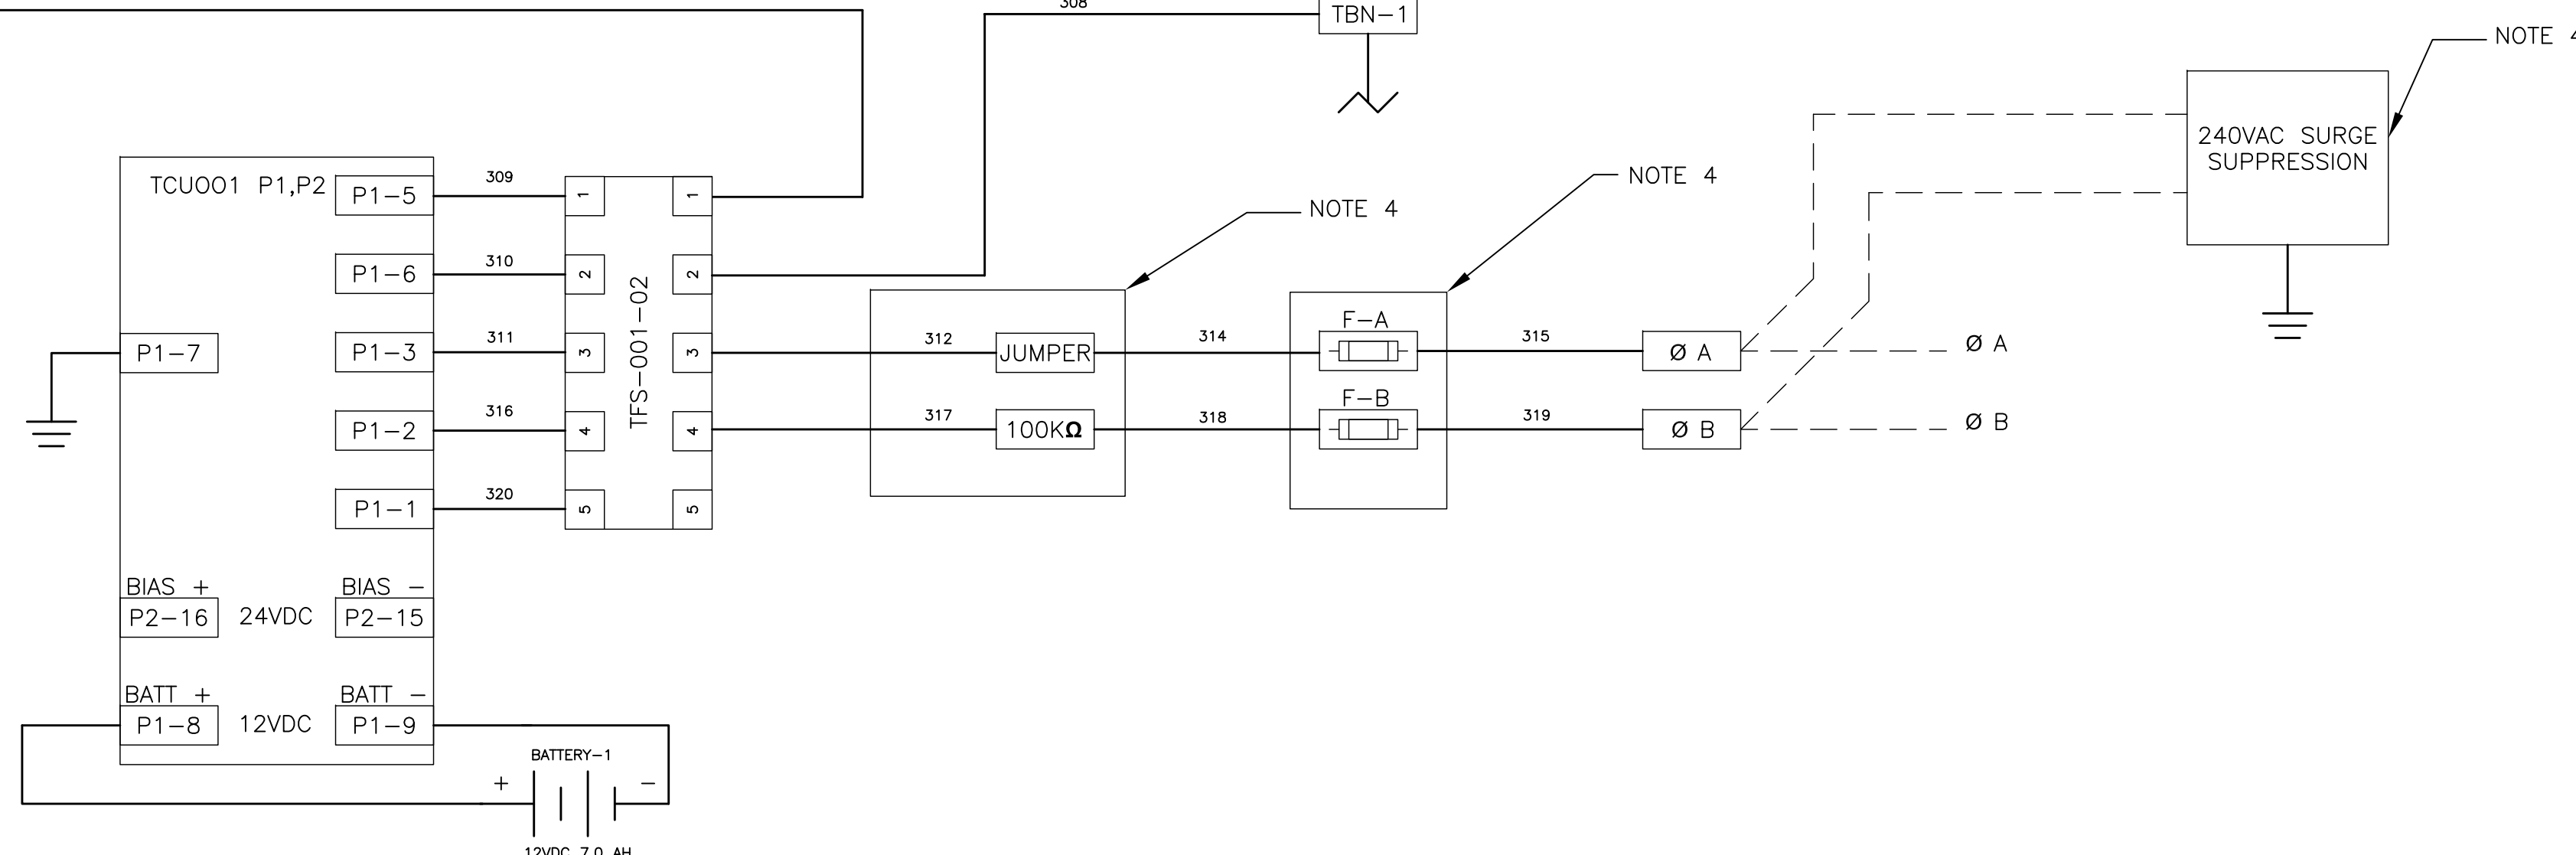 308
TBN-1
NOTE 4
240VAC SURGE
SUPPRESSION
TCU001 P1,P2
P1-5
309
1
1
NOTE 4
NOTE 4
P1-6
310
2
2
TFS-001-02
P1-7
P1-3
311
3
3
312
JUMPER
314
F-A
315
Ø A
Ø A
P1-2
316
4
4
317
100KΩ
318
F-B
319
Ø B
Ø B
P1-1
320
5
5
BIAS +
BIAS -
P2-16
24VDC
P2-15
BATT +
BATT -
P1-8
12VDC
P1-9
BATTERY-1
+
-
12VDC 7.0 AH